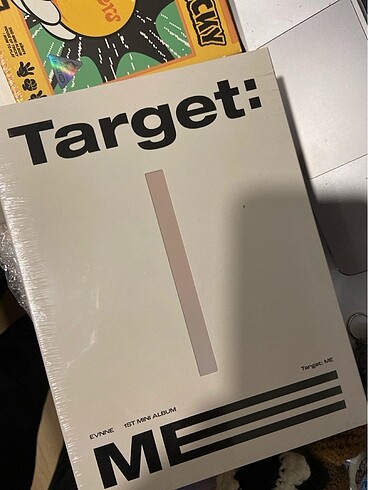 Target:
Target: ME
EVNNE 1ST MINI ALBUM
ME